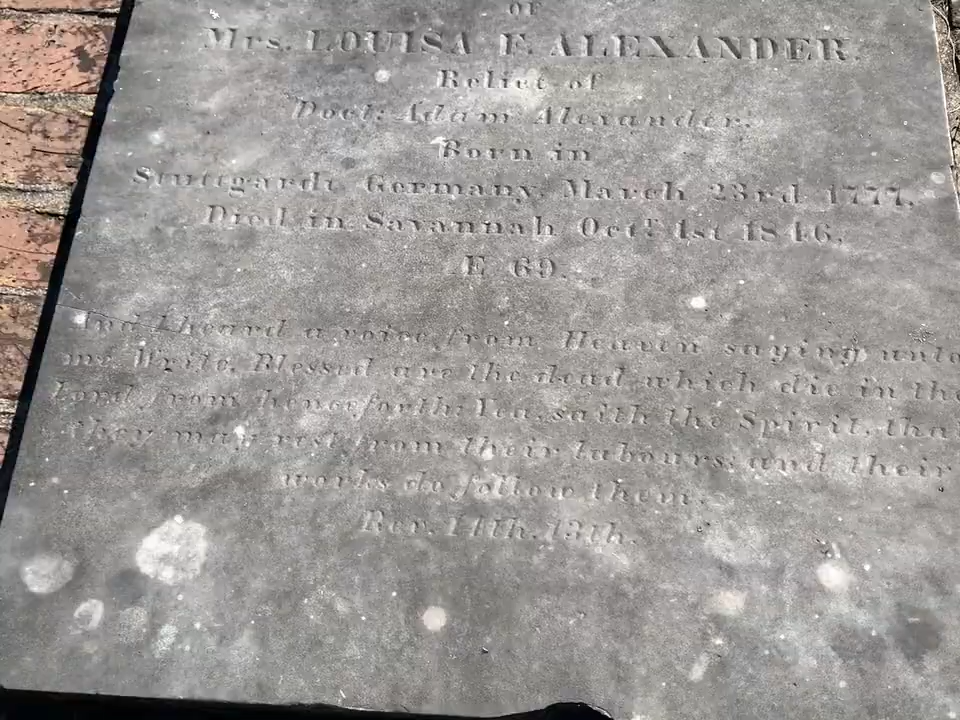 OF
Mrs. LOUISA F. ALEXANDER.
Relict of
Doct: Adam Alexander.
Born in
Stuttgardt Germany, March 23rd 1777,
Died in Savannah Octr. 1st 1846,
Æ 69.
And I heard a voice from Heaven saying unto
me, Write, Blessed are the dead which die in the
Lord from henceforth: Yea, saith the Spirit, that
they may rest from their labours; and their
works do follow them.
Rev. 14th. 13th.